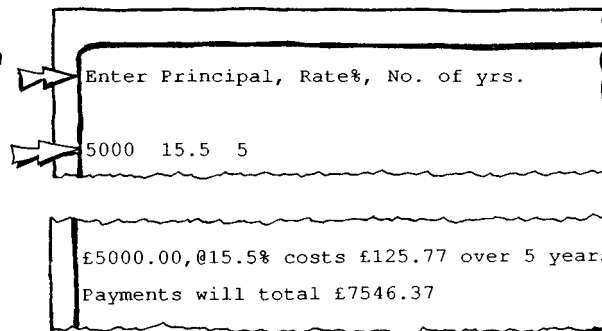 Enter Principal, Rate%, No. of yrs.
5000 15.5 5
£5000.00,@15.5% costs £125.77 over 5 years
Payments will total £7546.37